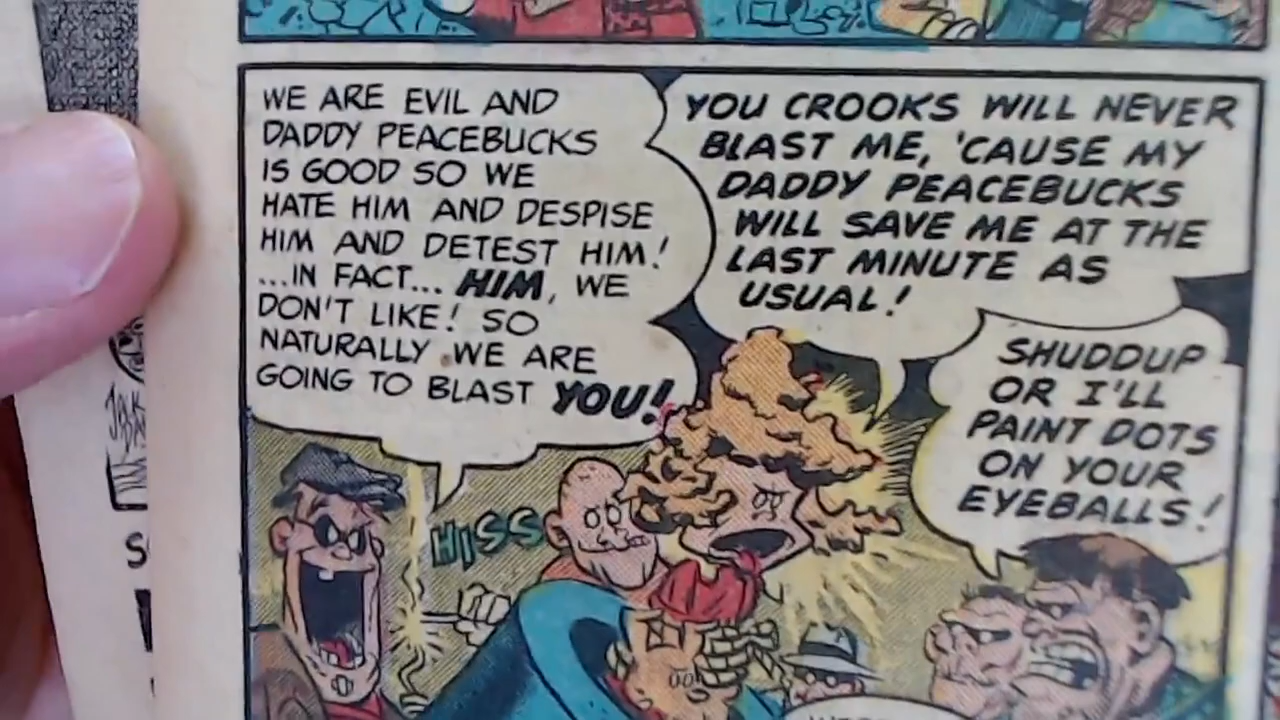 WE ARE EVIL AND
DADDY PEACEBUCKS
IS GOOD SO WE
HATE HIM AND DESPISE
HIM AND DETEST HIM!
...IN FACT... HIM, WE
DON'T LIKE! SO
NATURALLY WE ARE
GOING TO BLAST YOU!
YOU CROOKS WILL NEVER
BLAST ME, 'CAUSE MY
DADDY PEACEBUCKS
WILL SAVE ME AT THE
LAST MINUTE AS
USUAL!
SHUDDUP
OR I'LL
PAINT DOTS
ON YOUR
EYEBALLS!
HISS